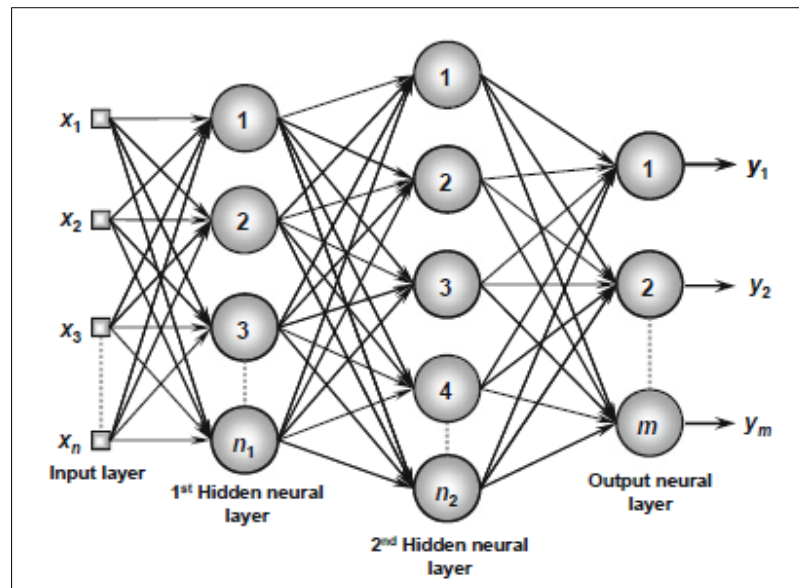 x1
x2
x3
xn
Input layer
1
2
3
n1
1st Hidden neural
layer
1
2
3
4
n2
2nd Hidden neural
layer
1
2
m
Output neural
layer
y1
y2
ym